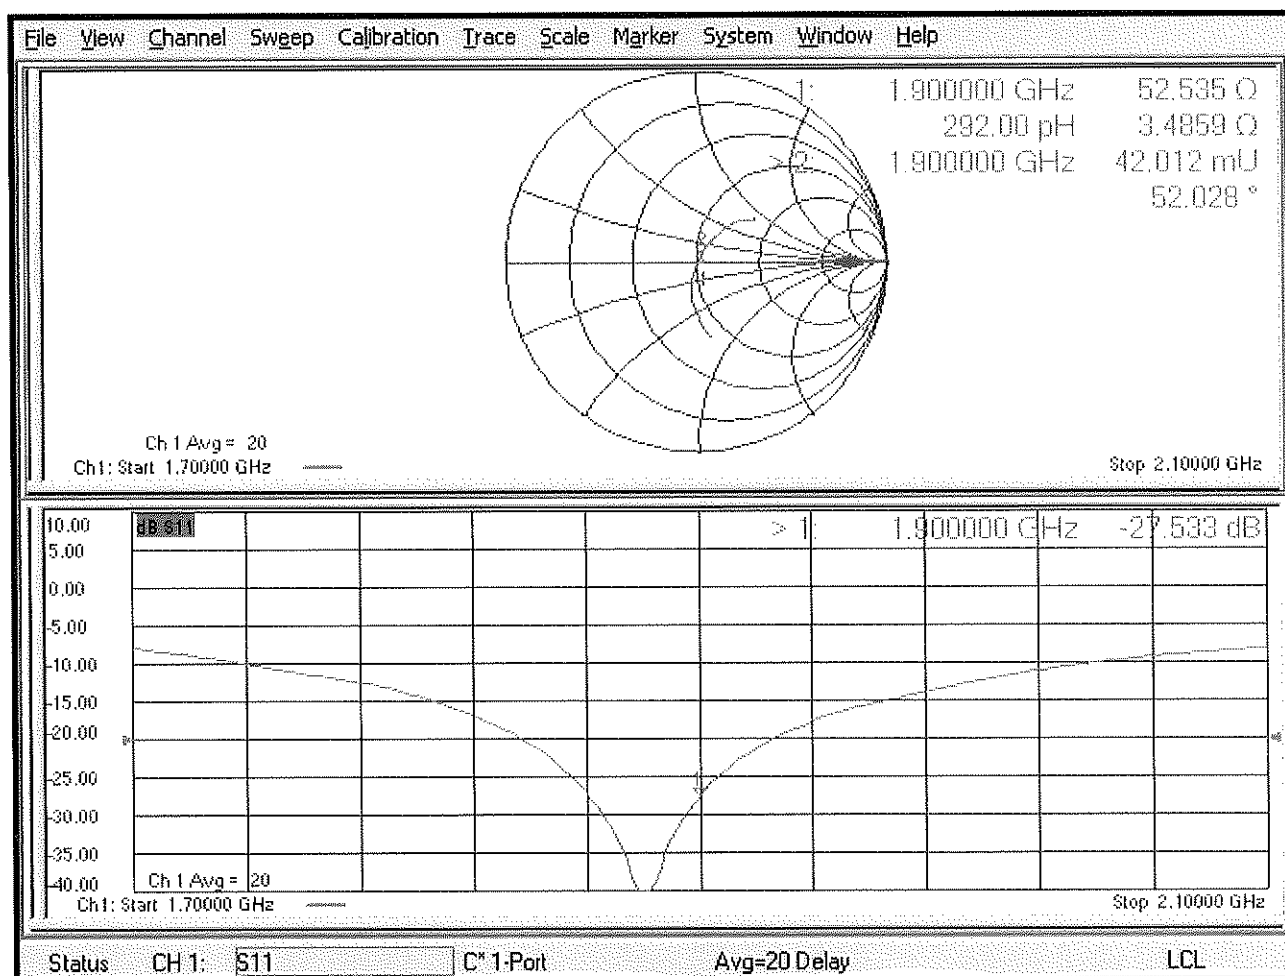 File View Channel Sweep Calibration Trace Scale Marker System Window Help
1: 1.900000 GHz 52.535 Ω
292.00 pH 3.4859 Ω
> 2: 1.900000 GHz 42.012 mU
52.028 °
Ch 1 Avg = 20
Ch1: Start 1.70000 GHz
Stop 2.10000 GHz
10.00 dB S11 > 1: 1.900000 GHz -27.533 dB
5.00
0.00
-5.00
-10.00
-15.00
-20.00
-25.00
-30.00
-35.00
-40.00
Ch 1 Avg = 20
Ch1: Start 1.70000 GHz
Stop 2.10000 GHz
Status CH 1: S11 C* 1-Port Avg=20 Delay LCL